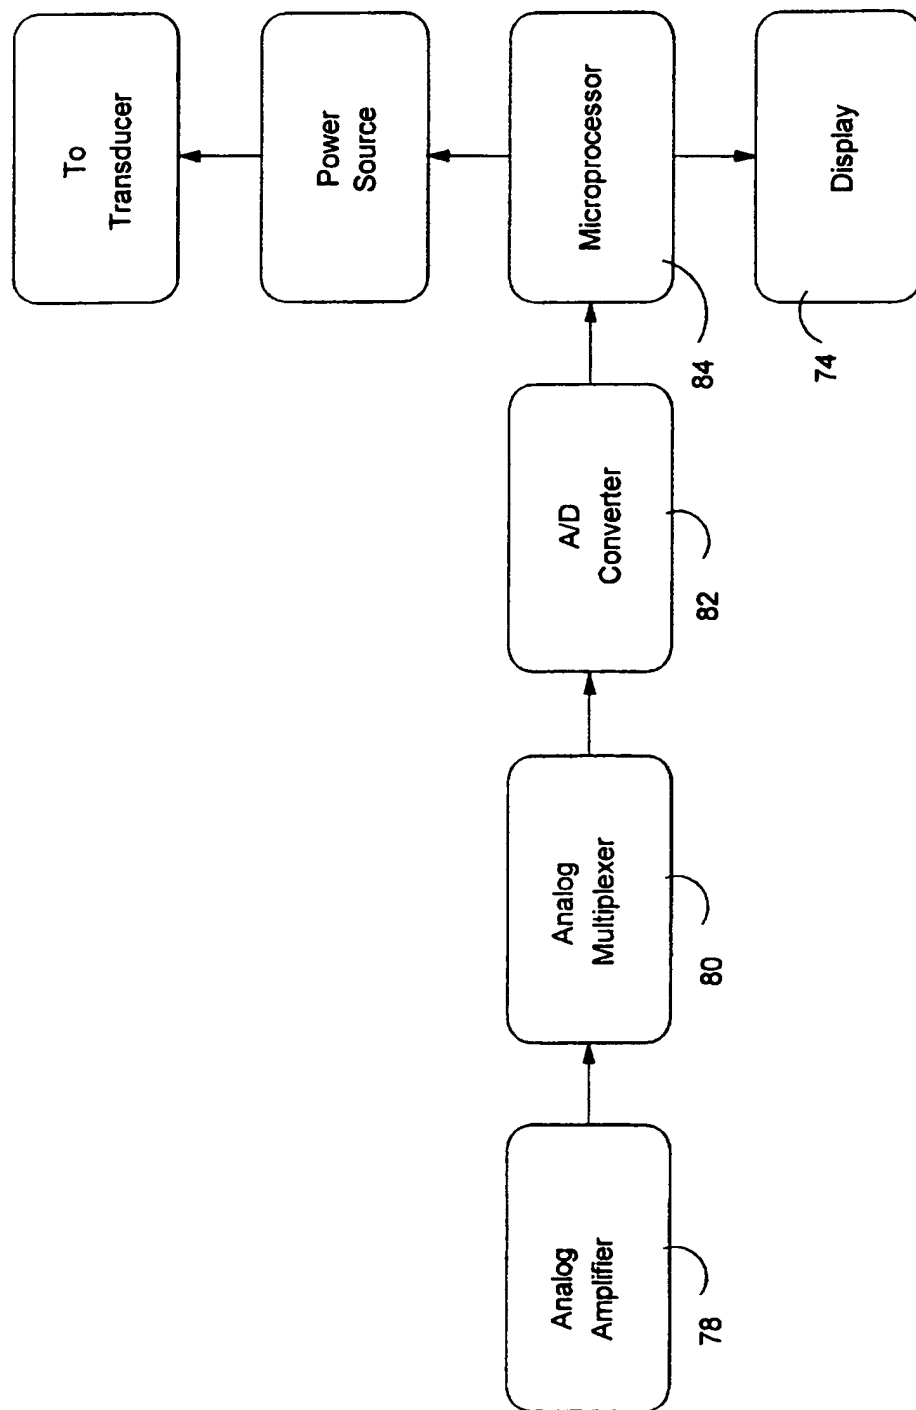 To
Transducer
Power
Source
Microprocessor
84
Display
74
A/D
Converter
82
Analog
Multiplexer
80
Analog
Amplifier
78